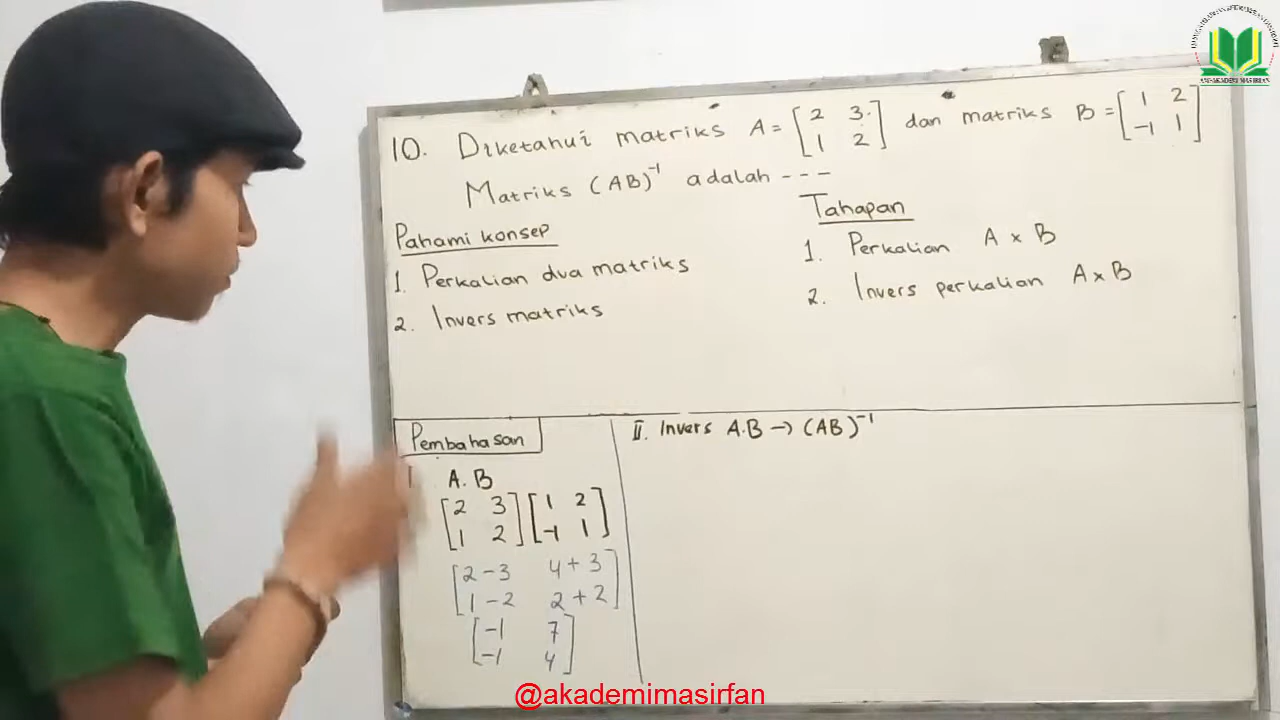 10. Diketahui matriks A = [2 3 dan matriks B = [1 2
1 2] -1 1]
Matriks (AB)⁻¹ adalah ---
Pahami konsep
1. Perkalian dua matriks
2. Invers matriks
Tahapan
1. Perkalian A x B
2. Invers perkalian A x B
Pembahasan
A. B
[2 3] [1 2]
[1 2] [-1 1]
[2-3 4+3]
[1-2 2+2]
[-1 7]
[-1 4]
II. Invers A.B → (AB)⁻¹
@akademimasirfan